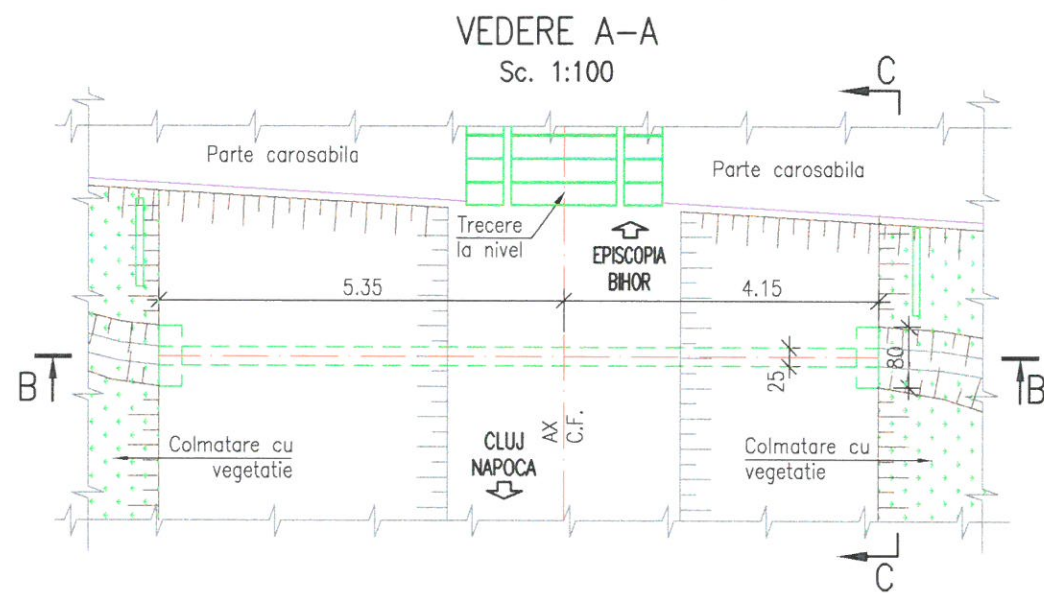 VEDERE A-A
Sc. 1:100
C
Parte carosabila
Parte carosabila
Trecere
la nivel
EPISCOPIA
BIHOR
5.35
4.15
B
25
80
B
AX
C.F.
Colmatare cu
vegetatie
CLUJ
NAPOCA
Colmatare cu
vegetatie
C